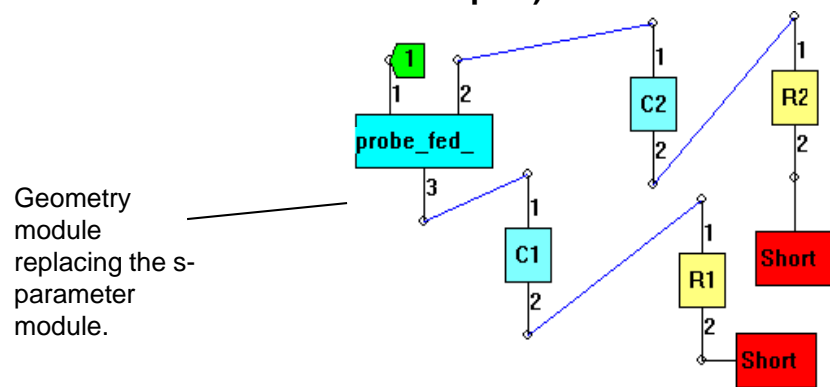 1
1
2
probe_fed_
3
1
C2
2
1
R2
2
Short
1
C1
2
1
R1
2
Short
Geometry
module
replacing the s-
parameter
module.